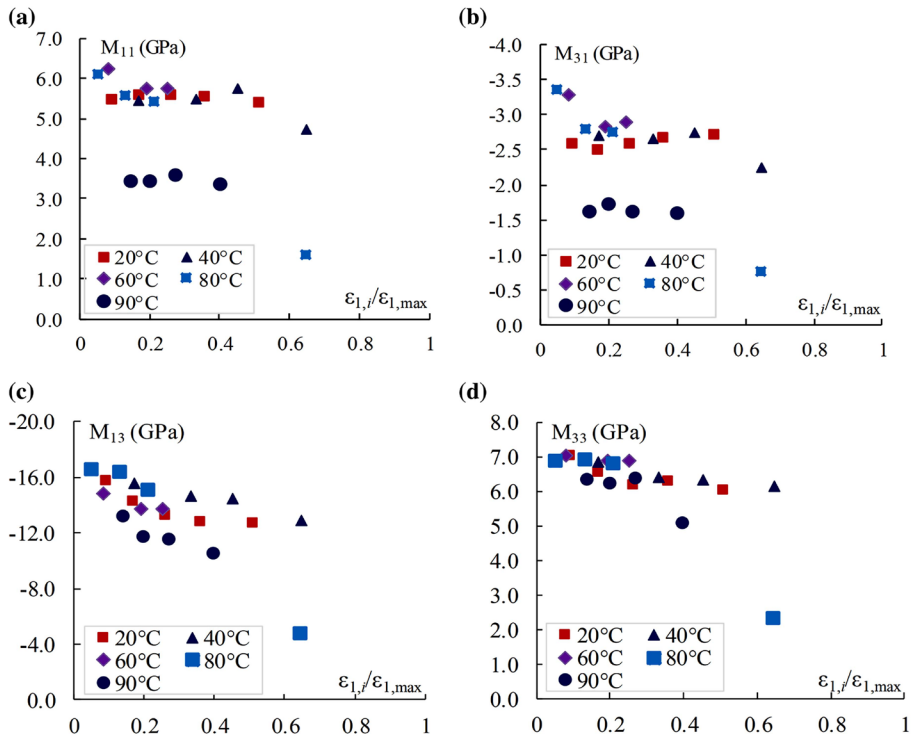 (a)
M11 (GPa)
7.0
6.0
5.0
4.0
3.0
2.0
1.0
0.0
20°C 40°C
60°C 80°C
90°C
ε1,i/ε1,max
0 0.2 0.4 0.6 0.8 1
(b)
M31 (GPa)
-4.0
-3.5
-3.0
-2.5
-2.0
-1.5
-1.0
-0.5
0.0
20°C 40°C
60°C 80°C
90°C
ε1,i/ε1,max
0 0.2 0.4 0.6 0.8 1
(c)
-20.0
M13 (GPa)
-16.0
-12.0
-8.0
-4.0
0.0
20°C 40°C
60°C 80°C
90°C
ε1,i/ε1,max
0 0.2 0.4 0.6 0.8 1
(d)
8.0
M33 (GPa)
7.0
6.0
5.0
4.0
3.0
2.0
1.0
0.0
20°C 40°C
60°C 80°C
90°C
ε1,i/ε1,max
0 0.2 0.4 0.6 0.8 1